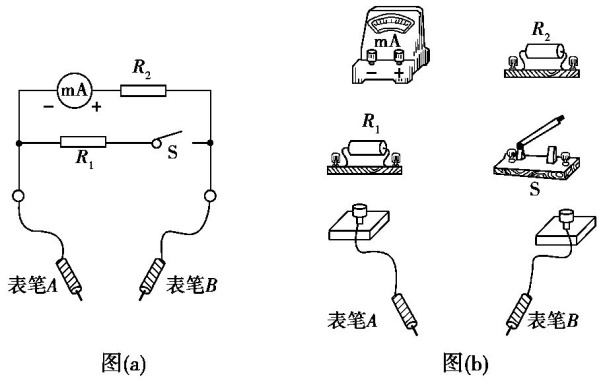 R₂
mA
− +
R₁ S
表笔A 表笔B
图(a)
mA
− +
R₂
R₁
S
表笔A 表笔B
图(b)